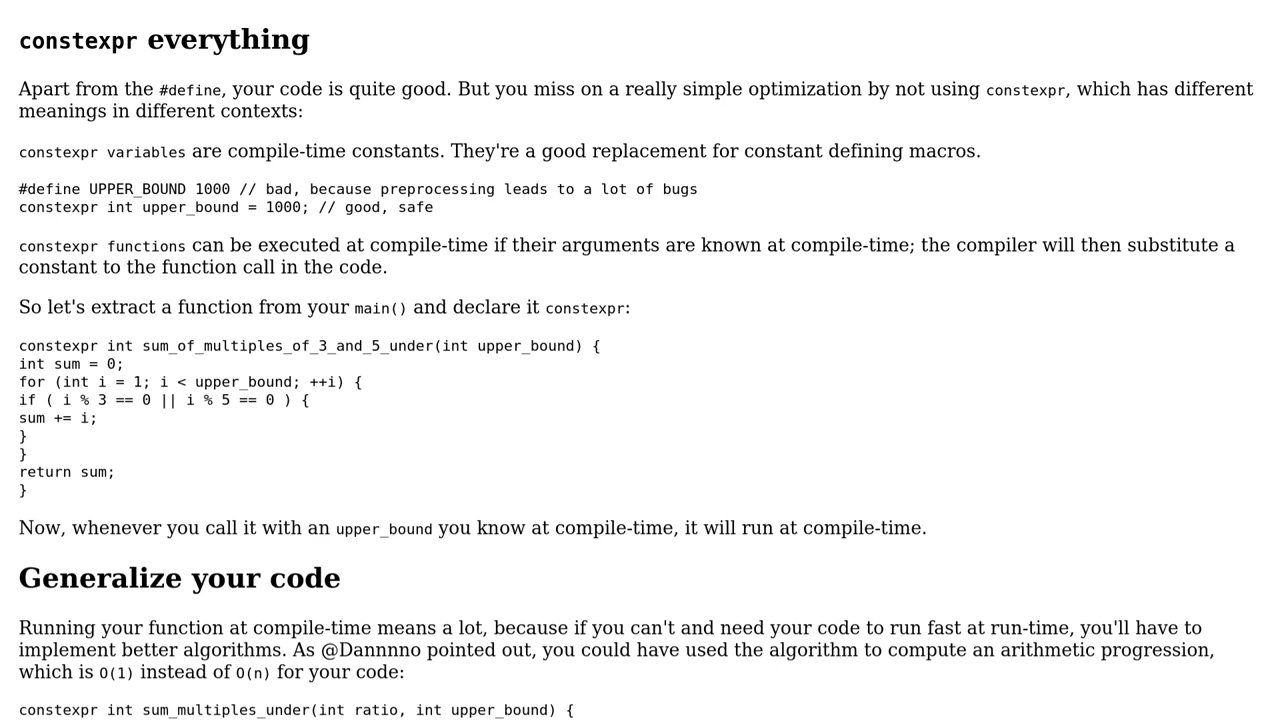 constexpr everything
Apart from the #define, your code is quite good. But you miss on a really simple optimization by not using constexpr, which has different
meanings in different contexts:
constexpr variables are compile-time constants. They're a good replacement for constant defining macros.
#define UPPER_BOUND 1000 // bad, because preprocessing leads to a lot of bugs
constexpr int upper_bound = 1000; // good, safe
constexpr functions can be executed at compile-time if their arguments are known at compile-time; the compiler will then substitute a
constant to the function call in the code.
So let's extract a function from your main() and declare it constexpr:
constexpr int sum_of_multiples_of_3_and_5_under(int upper_bound) {
int sum = 0;
for (int i = 1; i < upper_bound; ++i) {
if ( i % 3 == 0 || i % 5 == 0 ) {
sum += i;
}
}
return sum;
}
Now, whenever you call it with an upper_bound you know at compile-time, it will run at compile-time.
Generalize your code
Running your function at compile-time means a lot, because if you can't and need your code to run fast at run-time, you'll have to
implement better algorithms. As @Dannnno pointed out, you could have used the algorithm to compute an arithmetic progression,
which is O(1) instead of O(n) for your code:
constexpr int sum_multiples_under(int ratio, int upper_bound) {